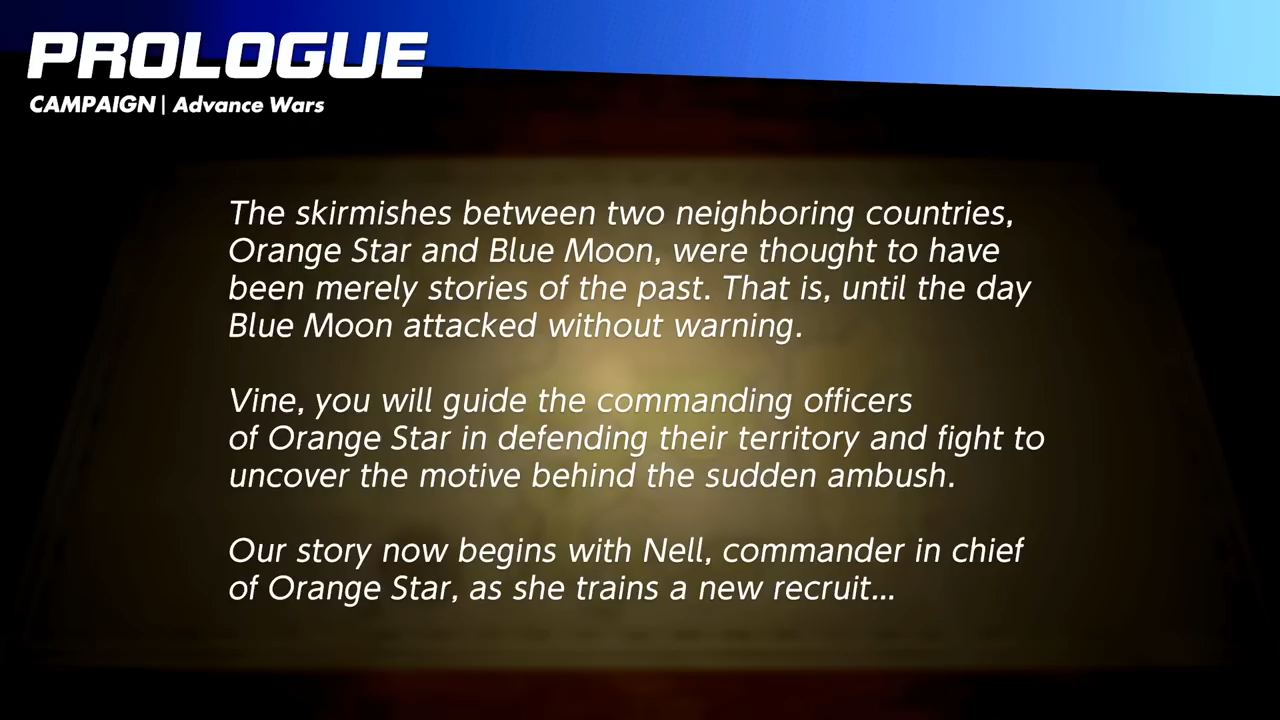 PROLOGUE
CAMPAIGN | Advance Wars
The skirmishes between two neighboring countries,
Orange Star and Blue Moon, were thought to have
been merely stories of the past. That is, until the day
Blue Moon attacked without warning.
Vine, you will guide the commanding officers
of Orange Star in defending their territory and fight to
uncover the motive behind the sudden ambush.
Our story now begins with Nell, commander in chief
of Orange Star, as she trains a new recruit...